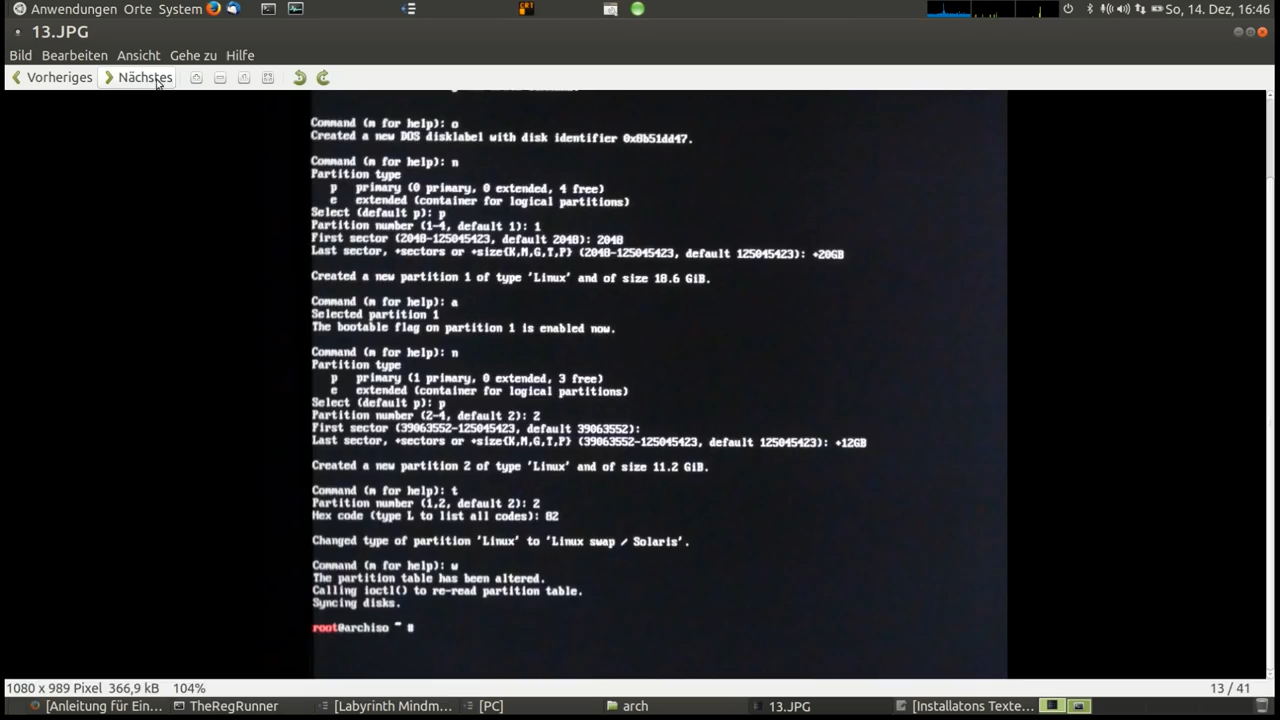 Anwendungen Orte System
So, 14. Dez, 16:46
13.JPG
Bild Bearbeiten Ansicht Gehe zu Hilfe
Vorheriges Nächstes
Command (m for help): o
Created a new DOS disklabel with disk identifier 0x8b51dd47.
Command (m for help): n
Partition type
p primary (0 primary, 0 extended, 4 free)
e extended (container for logical partitions)
Select (default p): p
Partition number (1-4, default 1): 1
First sector (2048-125045423, default 2048): 2048
Last sector, +sectors or +size{K,M,G,T,P} (2048-125045423, default 125045423): +20GB
Created a new partition 1 of type 'Linux' and of size 18.6 GiB.
Command (m for help): a
Selected partition 1
The bootable flag on partition 1 is enabled now.
Command (m for help): n
Partition type
p primary (1 primary, 0 extended, 3 free)
e extended (container for logical partitions)
Select (default p): p
Partition number (2-4, default 2): 2
First sector (39063552-125045423, default 39063552):
Last sector, +sectors or +size{K,M,G,T,P} (39063552-125045423, default 125045423): +12GB
Created a new partition 2 of type 'Linux' and of size 11.2 GiB.
Command (m for help): t
Partition number (1,2, default 2): 2
Hex code (type L to list all codes): 82
Changed type of partition 'Linux' to 'Linux swap / Solaris'.
Command (m for help): w
The partition table has been altered.
Calling ioctl() to re-read partition table.
Syncing disks.
root@archiso ~ #
1080 x 989 Pixel 366,9 kB 104%
13 / 41
[Anleitung für Ein... TheRegRunner [Labyrinth Mindm... [PC] arch 13.JPG [Installatons Texte...